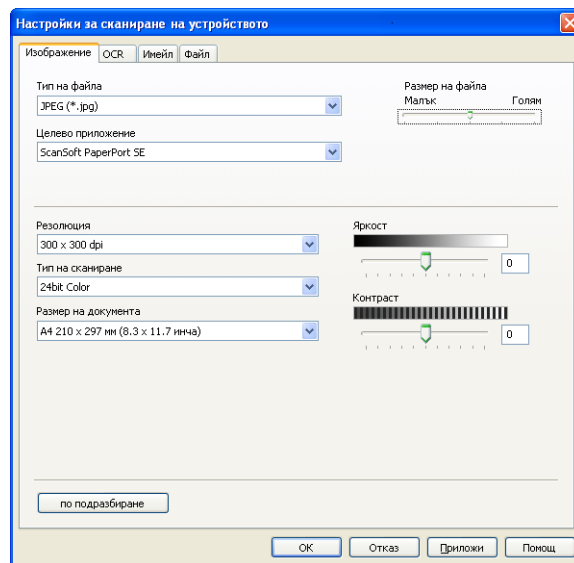 Настройки за сканиране на устройството
Изображение OCR Имейл Файл
Тип на файла
JPEG (*.jpg)
Размер на файла
Малък Голям
Целево приложение
ScanSoft PaperPort SE
Резолюция
300 x 300 dpi
Тип на сканиране
24bit Color
Размер на документа
A4 210 x 297 мм (8.3 x 11.7 инча)
Яркост
0
Контраст
0
по подразбиране
ОК Отказ Приложи Помощ